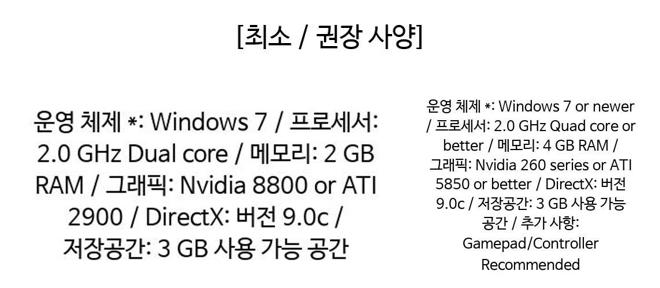 [최소 / 권장 사양]
운영 체제 *: Windows 7 / 프로세서:
2.0 GHz Dual core / 메모리: 2 GB
RAM / 그래픽: Nvidia 8800 or ATI
2900 / DirectX: 버전 9.0c /
저장공간: 3 GB 사용 가능 공간
운영 체제 *: Windows 7 or newer
/ 프로세서: 2.0 GHz Quad core or
better / 메모리: 4 GB RAM /
그래픽: Nvidia 260 series or ATI
5850 or better / DirectX: 버전
9.0c / 저장공간: 3 GB 사용 가능
공간 / 추가 사항:
Gamepad/Controller
Recommended